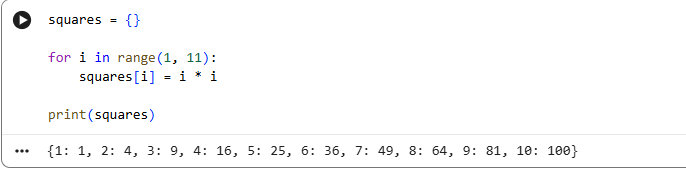 squares = {}
for i in range(1, 11):
    squares[i] = i * i
print(squares)
{1: 1, 2: 4, 3: 9, 4: 16, 5: 25, 6: 36, 7: 49, 8: 64, 9: 81, 10: 100}